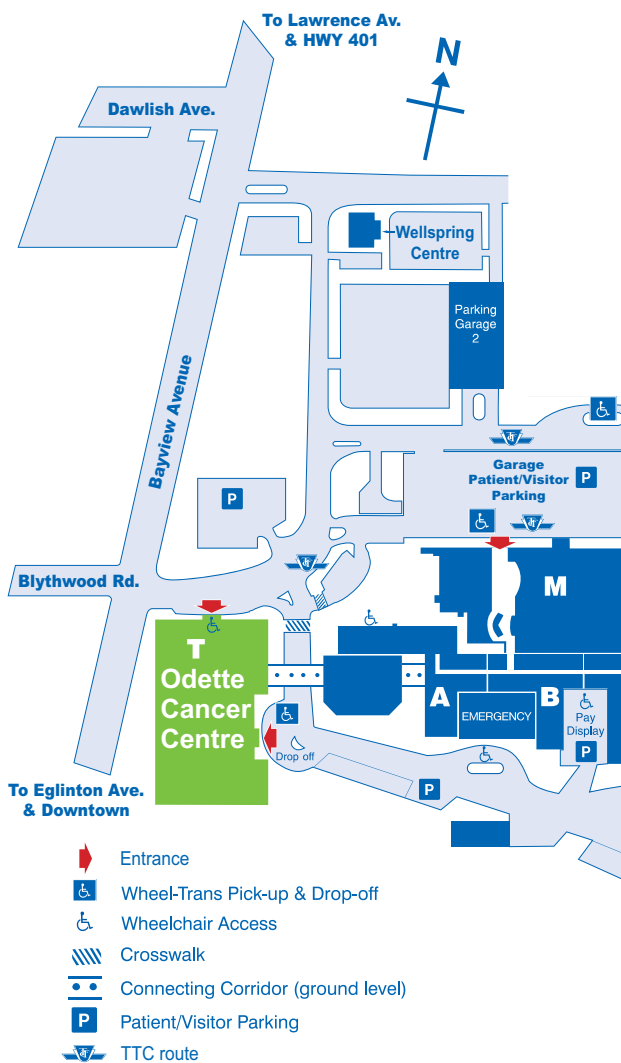 To Lawrence Av.
& HWY 401
N
Dawlish Ave.
Wellspring
Centre
Parking
Garage
2
Bayview Avenue
Garage
Patient/Visitor
Parking
P
P
Blythwood Rd.
M
T
Odette
Cancer
Centre
A
EMERGENCY
B
Pay
Display
P
Drop off
P
To Eglinton Ave.
& Downtown
Entrance
Wheel-Trans Pick-up & Drop-off
Wheelchair Access
Crosswalk
Connecting Corridor (ground level)
P
Patient/Visitor Parking
TTC route